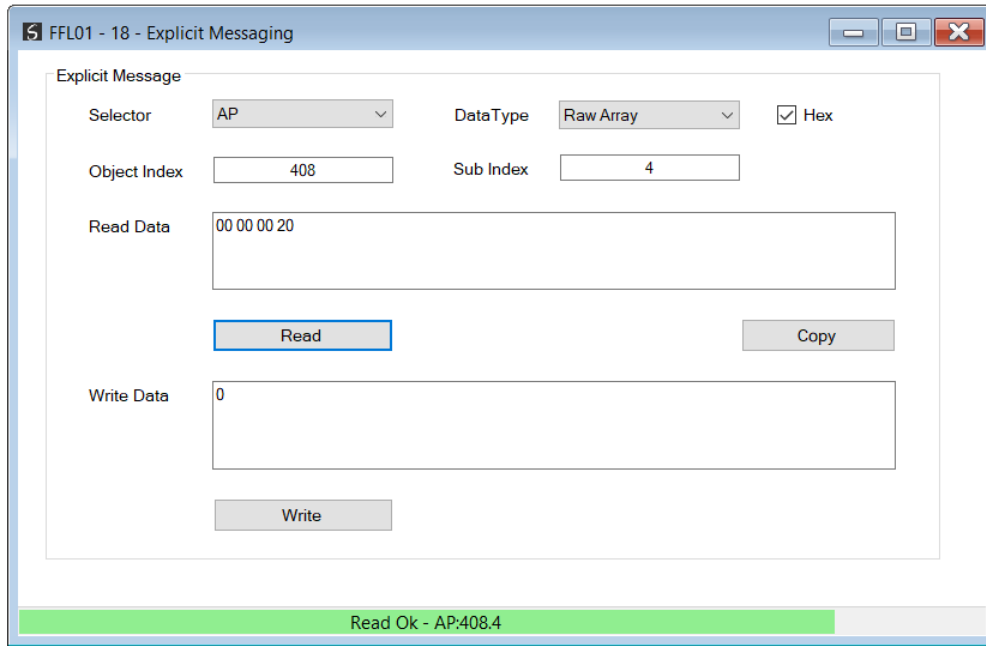 FFL01 - 18 - Explicit Messaging
Explicit Message
Selector AP DataType Raw Array Hex
Object Index 408 Sub Index 4
Read Data 00 00 00 20
Read Copy
Write Data 0
Write
Read Ok - AP:408.4